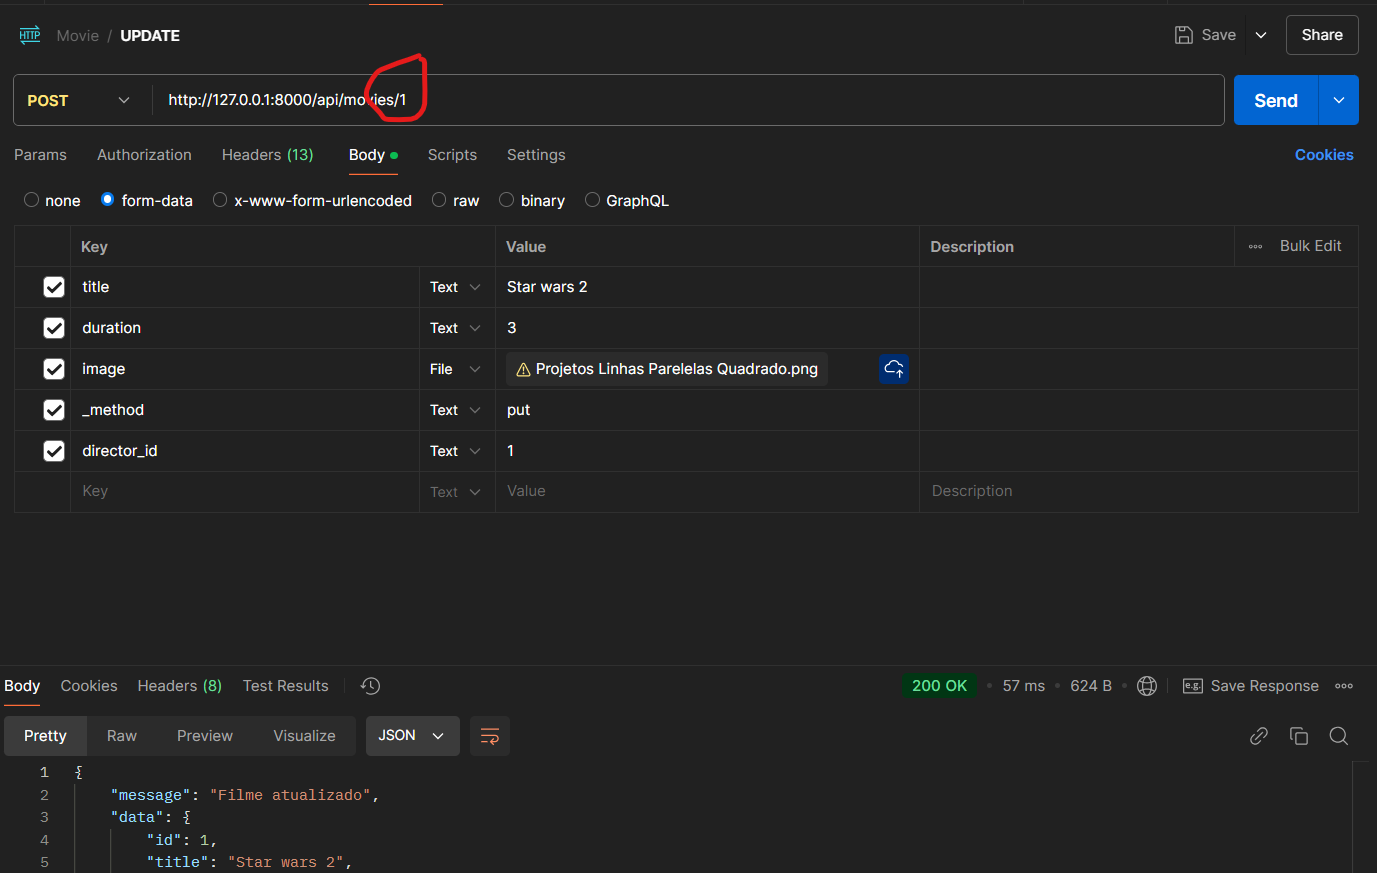 HTTP Movie / UPDATE Save Share
POST http://127.0.0.1:8000/api/movies/1 Send
Params Authorization Headers (13) Body Scripts Settings Cookies
none form-data x-www-form-urlencoded raw binary GraphQL
Key Value Description Bulk Edit
title Text Star wars 2
duration Text 3
image File Projetos Linhas Parelelas Quadrado.png
_method Text put
director_id Text 1
Key Text Value Description
Body Cookies Headers (8) Test Results 200 OK 57 ms 624 B e.g. Save Response
Pretty Raw Preview Visualize JSON
1 {
2 "message": "Filme atualizado",
3 "data": {
4 "id": 1,
5 "title": "Star wars 2",